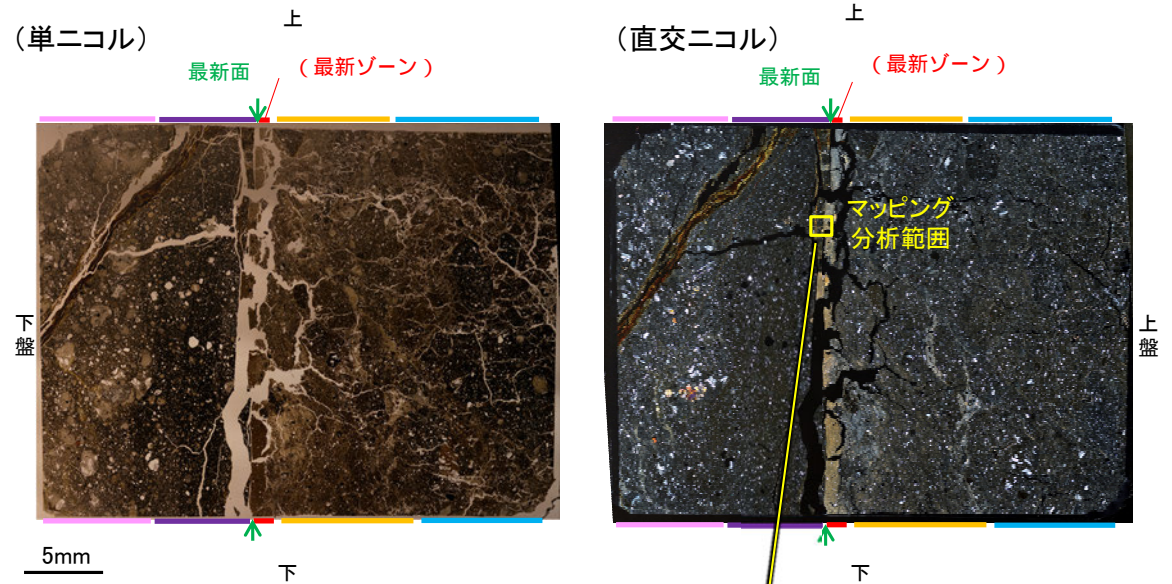 上
（単ニコル）
最新面
（最新ゾーン）
下盤
5mm
下
上
（直交ニコル）
最新面
（最新ゾーン）
マッピング
分析範囲
上盤
下